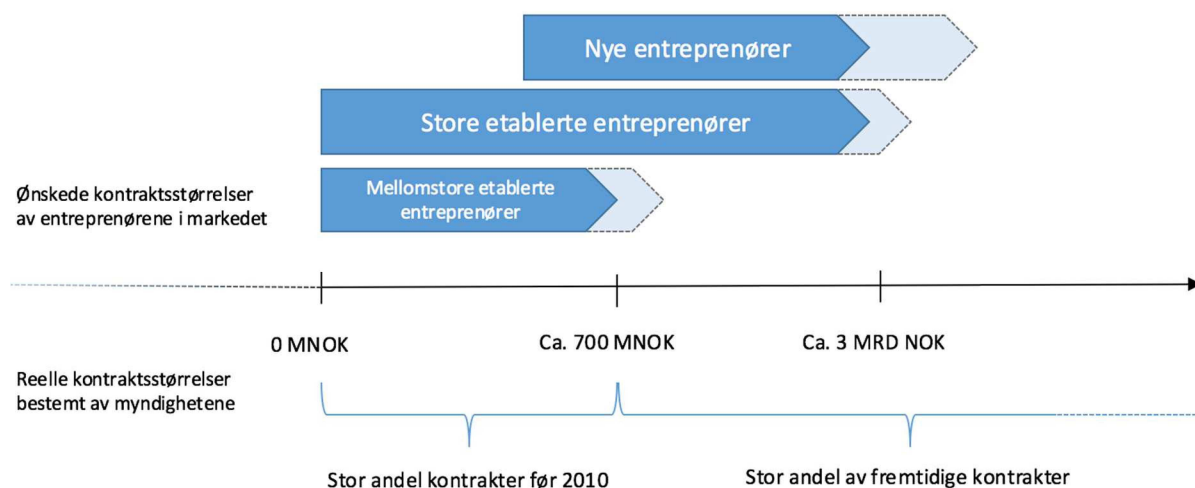 Nye entreprenører
Store etablerte entreprenører
Mellomstore etablerte
entreprenører
Ønskede kontraktsstørrelser
av entreprenørene i markedet
0 MNOK
Ca. 700 MNOK
Ca. 3 MRD NOK
Reelle kontraktsstørrelser
bestemt av myndighetene
Stor andel kontrakter før 2010
Stor andel av fremtidige kontrakter